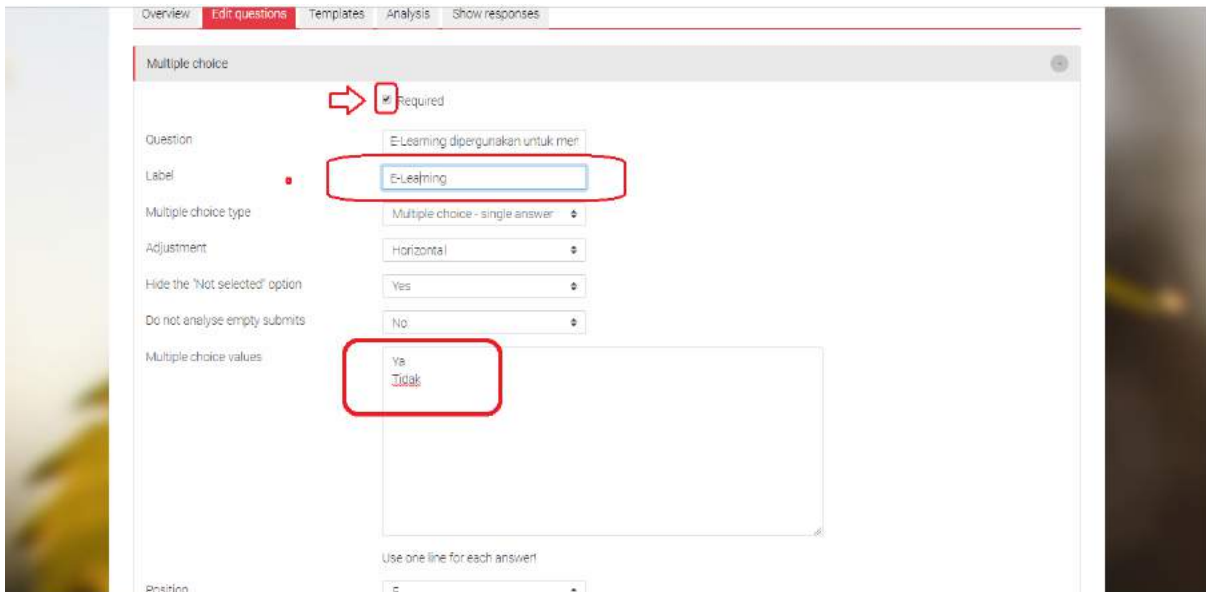 Overview Edit questions Templates Analysis Show responses
Multiple choice
Required
Question E-Learning dipergunakan untuk mer
Label E-Learning
Multiple choice type Multiple choice - single answer
Adjustment Horizontal
Hide the "Not selected" option Yes
Do not analyse empty submits No
Multiple choice values Ya
Tidak
Use one line for each answer!
Position